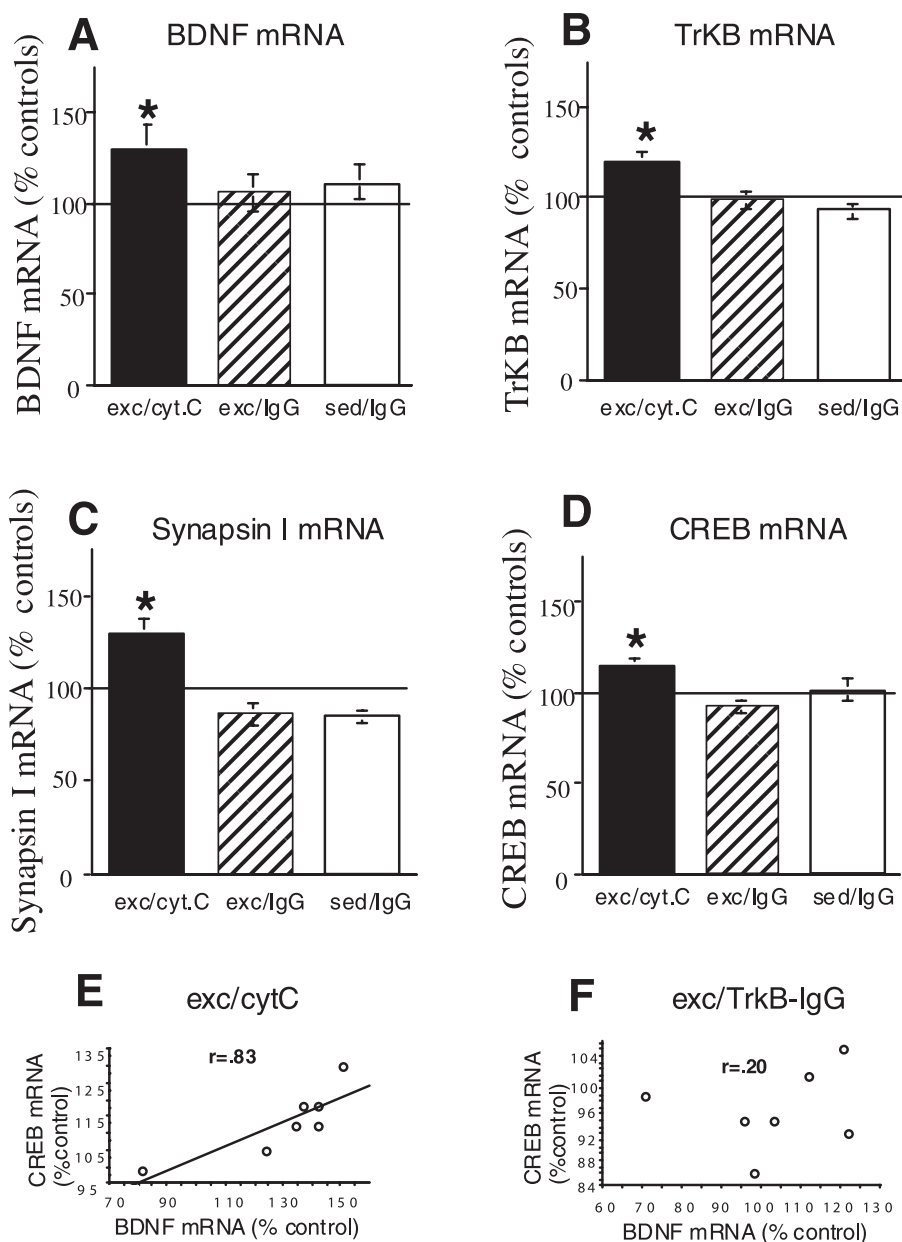 A
BDNF mRNA
BDNF mRNA (% controls)
150
100
50
0
*
exc/cyt.C exc/IgG sed/IgG
B
TrKB mRNA
TrKB mRNA (% controls)
150
100
50
0
*
exc/cyt.C exc/IgG sed/IgG
C
Synapsin I mRNA
Synapsin I mRNA (% controls)
150
100
50
0
*
exc/cyt.C exc/IgG sed/IgG
D
CREB mRNA
CREB mRNA (% controls)
150
100
50
0
*
exc/cyt.C exc/IgG sed/IgG
E
exc/cytC
r=.83
CREB mRNA
(%control)
135
125
115
105
95
70 90 110 130 150
BDNF mRNA (% control)
F
exc/TrkB-IgG
r=.20
CREB mRNA
(%control)
104
100
96
92
88
84
60 70 80 90 100 110 120 130
BDNF mRNA (% control)